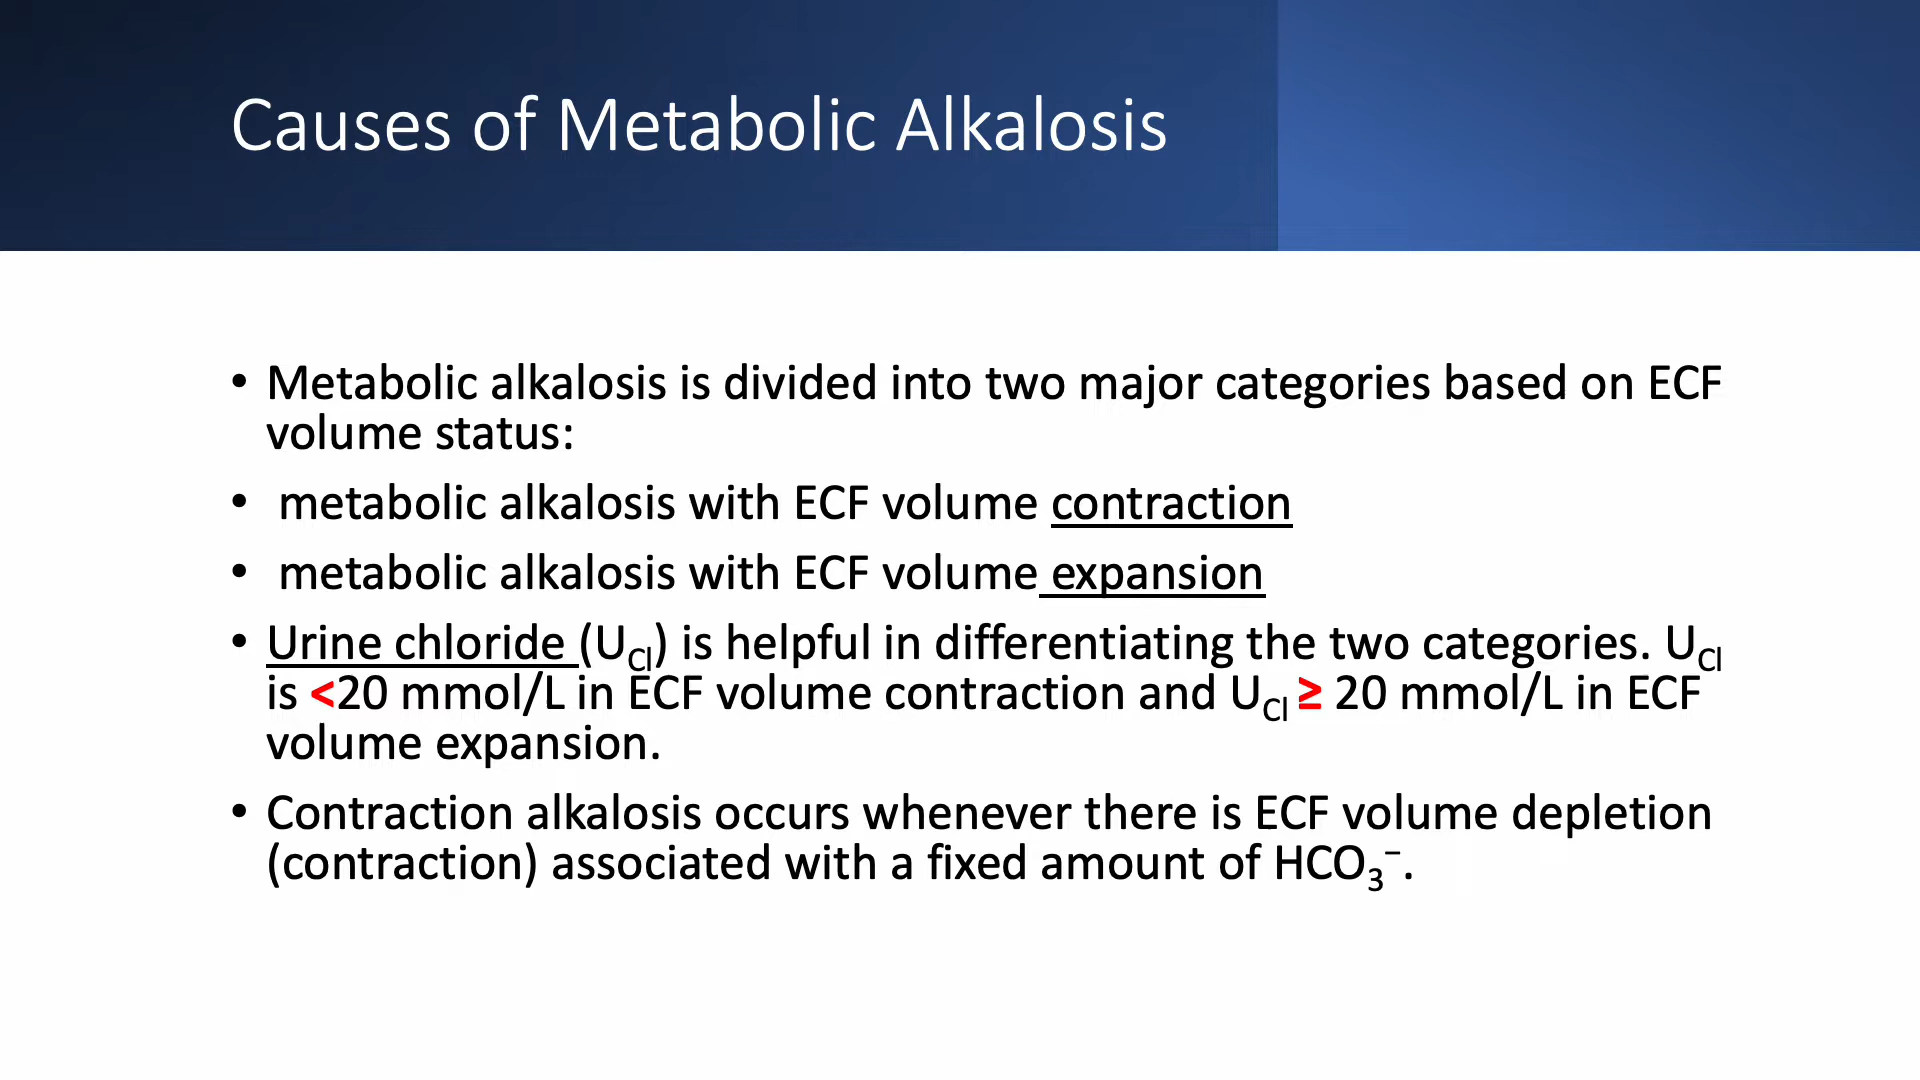 Causes of Metabolic Alkalosis
• Metabolic alkalosis is divided into two major categories based on ECF
volume status:
• metabolic alkalosis with ECF volume contraction
• metabolic alkalosis with ECF volume expansion
• Urine chloride (UCl) is helpful in differentiating the two categories. UCl
is <20 mmol/L in ECF volume contraction and UCl ≥ 20 mmol/L in ECF
volume expansion.
• Contraction alkalosis occurs whenever there is ECF volume depletion
(contraction) associated with a fixed amount of HCO₃⁻.